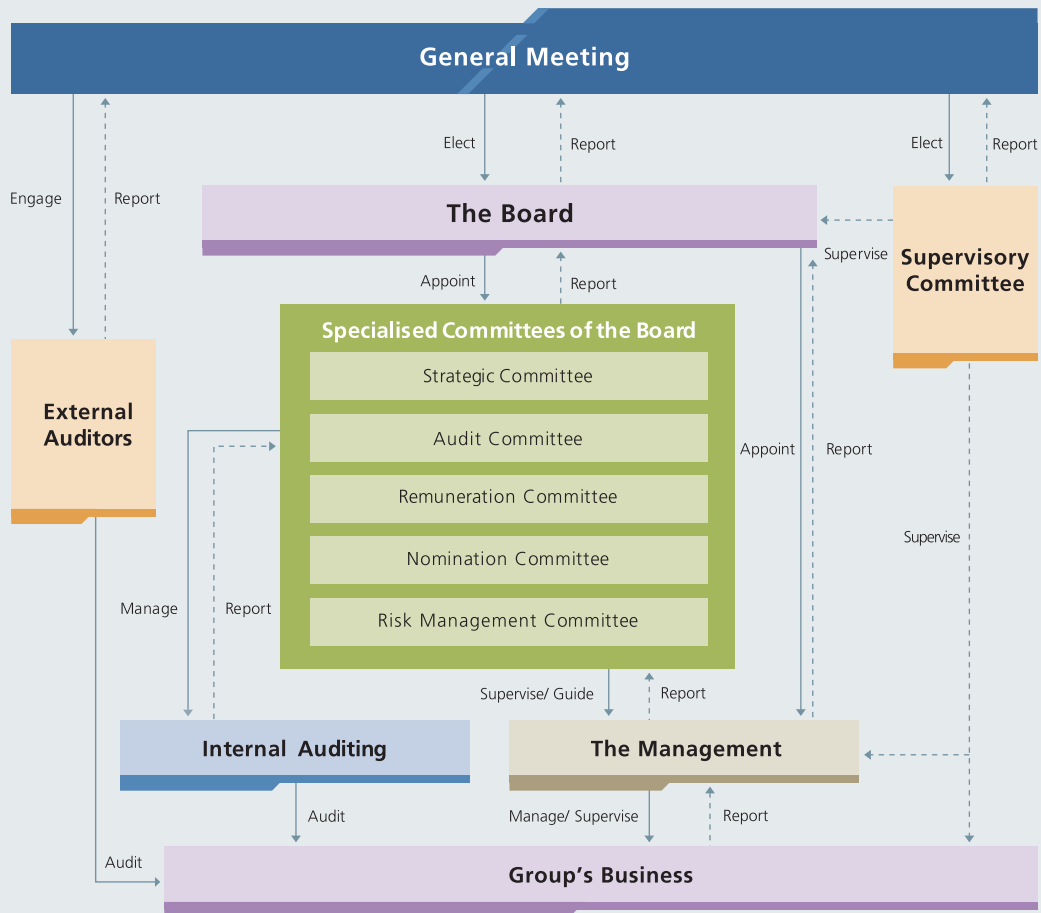 General Meeting
Elect
Report
Elect
Report
Engage
Report
The Board
Supervise
Supervisory
Committee
Appoint
Report
Specialised Committees of the Board
Strategic Committee
External
Auditors
Audit Committee
Appoint
Report
Remuneration Committee
Supervise
Nomination Committee
Manage
Report
Risk Management Committee
Supervise/ Guide
Report
Internal Auditing
The Management
Audit
Manage/ Supervise
Report
Audit
Group's Business